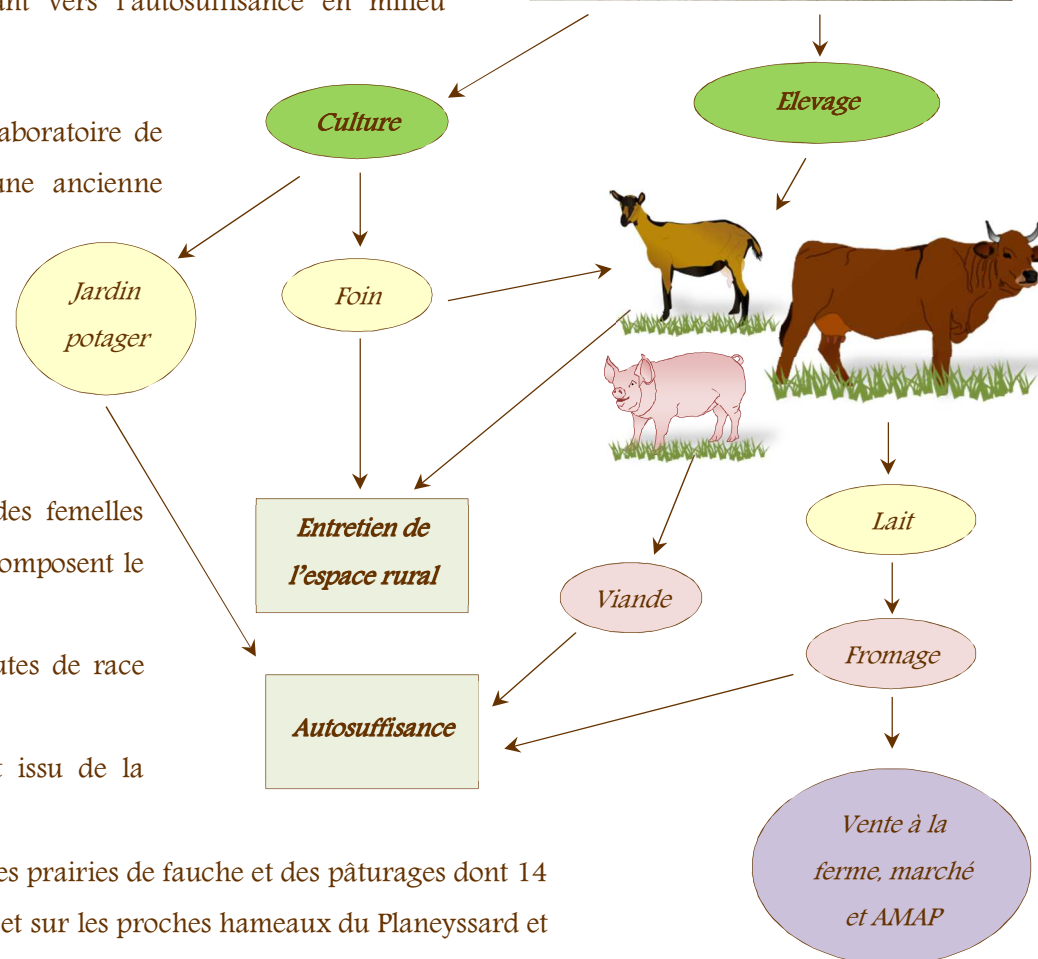 ant vers l'autosuffisance en milieu
Culture
Elevage
aboratoire de
une ancienne
Jardin
potager
Foin
des femelles
omposent le
Entretien de
l'espace rural
Lait
Viande
Fromage
utes de race
Autosuffisance
t issu de la
Vente à la
ferme, marché
et AMAP
es prairies de fauche et des pâturages dont 14
et sur les proches hameaux du Planeyssard et